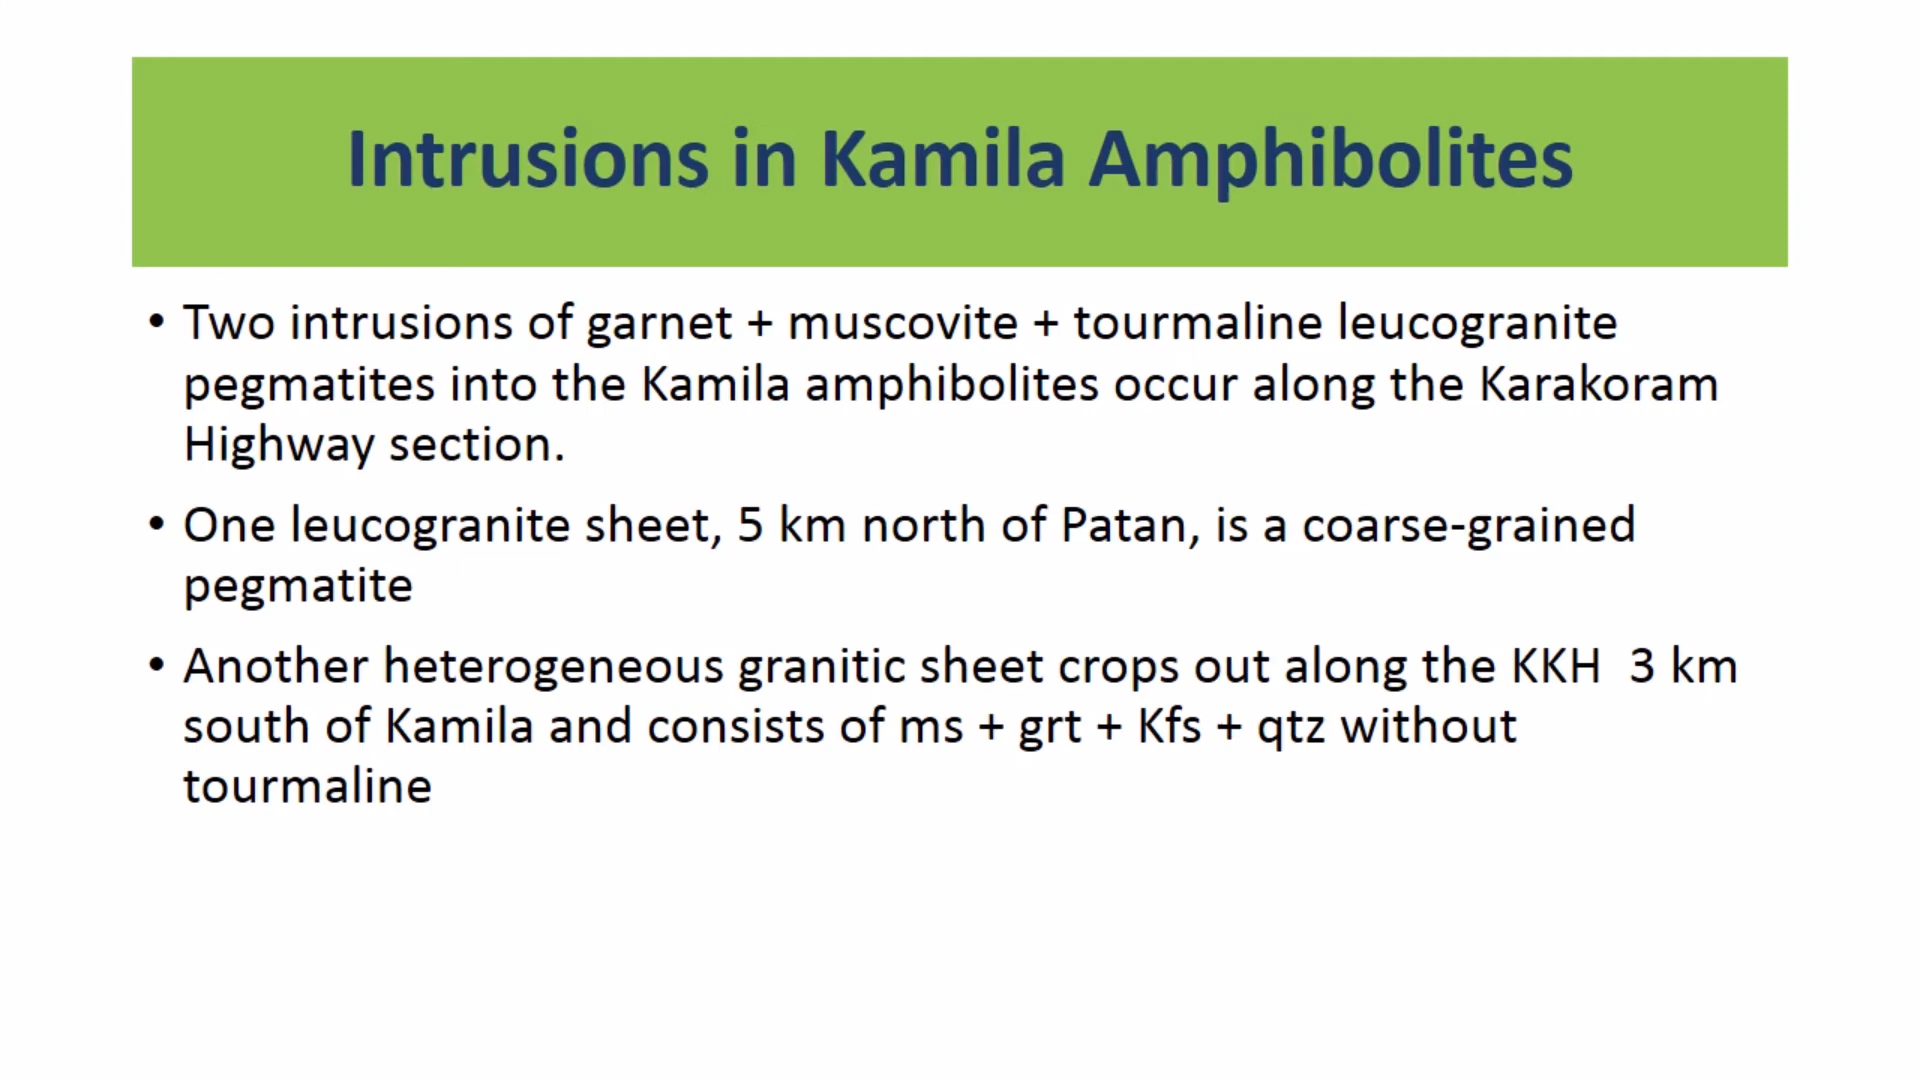 Intrusions in Kamila Amphibolites
• Two intrusions of garnet + muscovite + tourmaline leucogranite
pegmatites into the Kamila amphibolites occur along the Karakoram
Highway section.
• One leucogranite sheet, 5 km north of Patan, is a coarse-grained
pegmatite
• Another heterogeneous granitic sheet crops out along the KKH  3 km
south of Kamila and consists of ms + grt + Kfs + qtz without
tourmaline